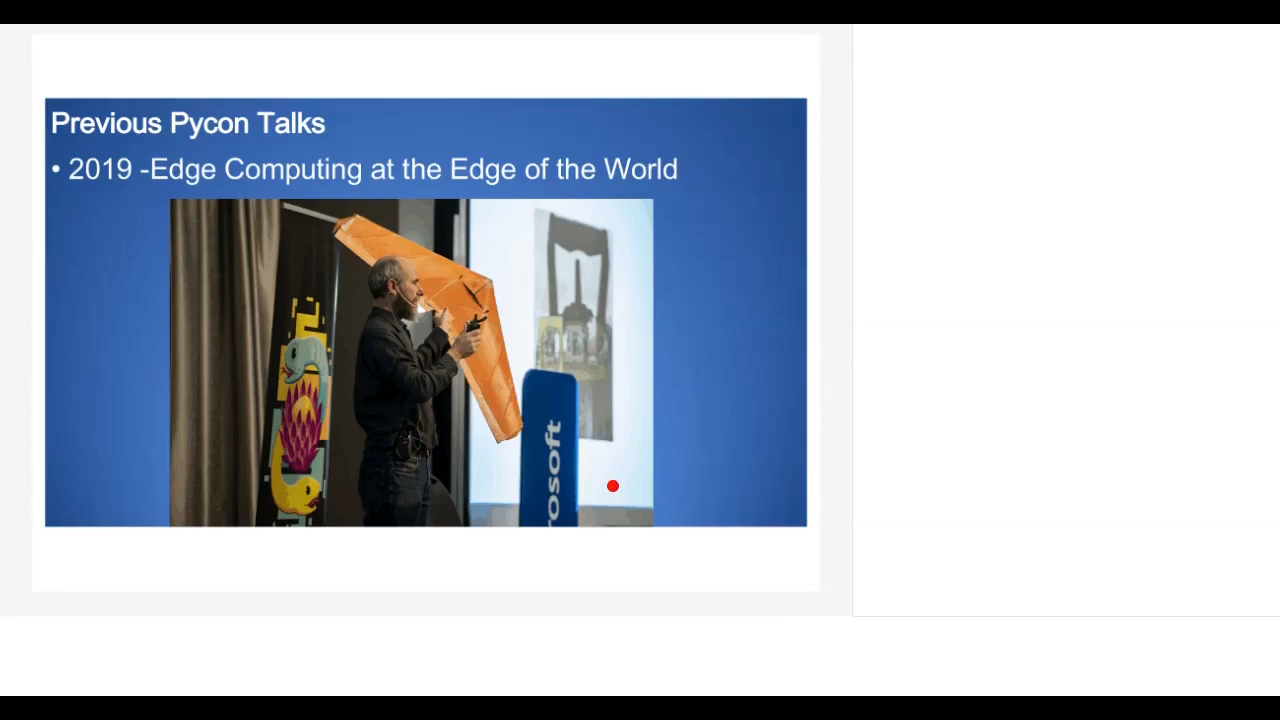 Previous Pycon Talks
• 2019 -Edge Computing at the Edge of the World
rosoft